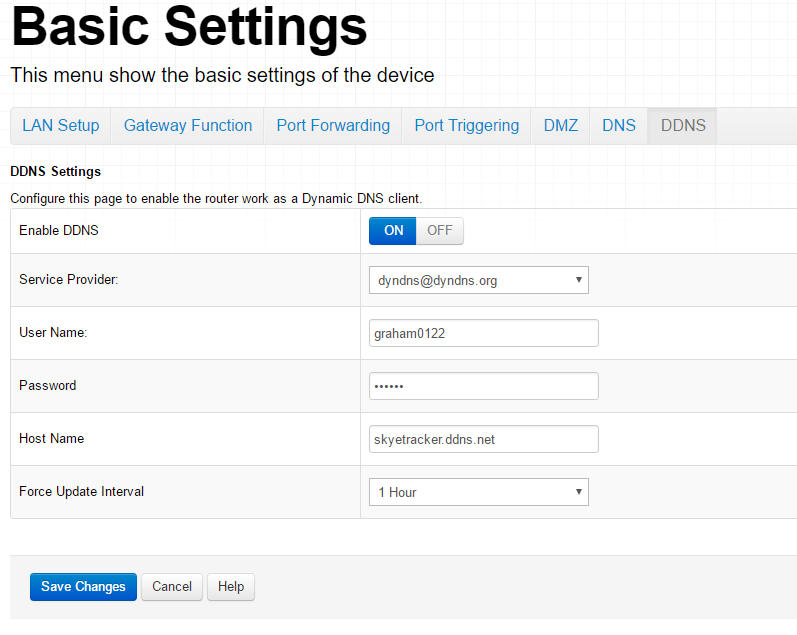 Basic Settings
This menu show the basic settings of the device
LAN Setup Gateway Function Port Forwarding Port Triggering DMZ DNS DDNS
DDNS Settings
Configure this page to enable the router work as a Dynamic DNS client.
Enable DDNS ON OFF
Service Provider: dyndns@dyndns.org
User Name: graham0122
Password ••••••
Host Name skyetracker.ddns.net
Force Update Interval 1 Hour
Save Changes Cancel Help